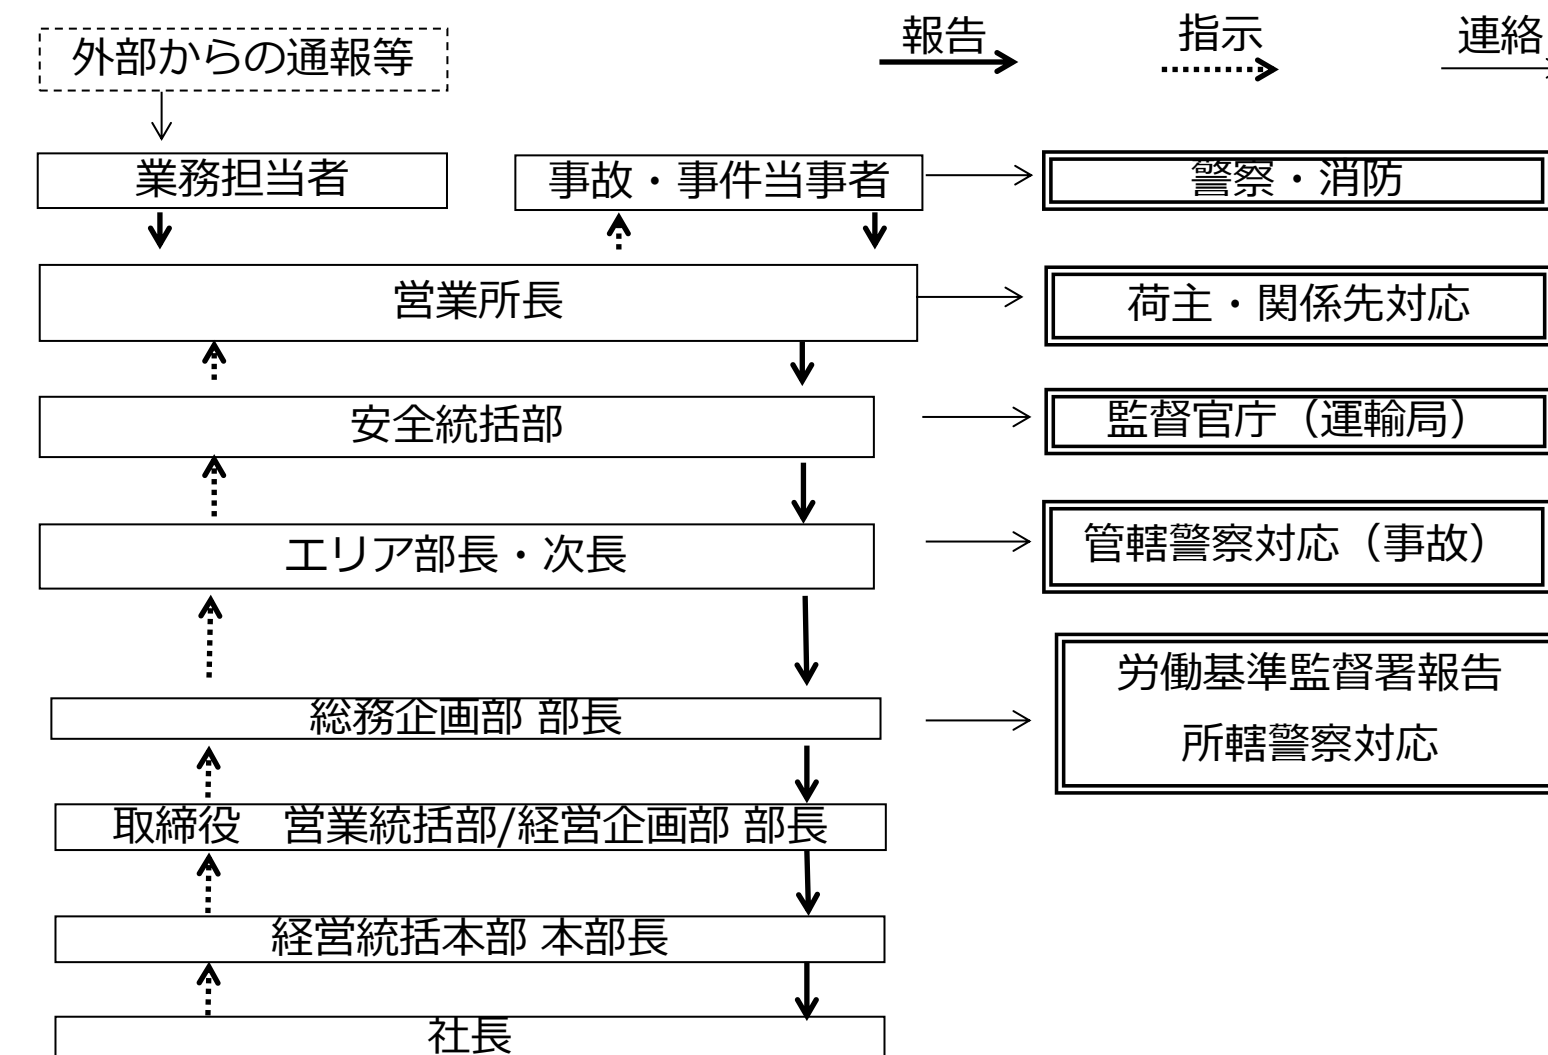 外部からの通報等
報告
指示
連絡
業務担当者
事故・事件当事者
警察・消防
営業所長
荷主・関係先対応
安全統括部
監督官庁（運輸局）
エリア部長・次長
管轄警察対応（事故）
総務企画部 部長
労働基準監督署報告
所轄警察対応
取締役　営業統括部/経営企画部 部長
経営統括本部 本部長
社長